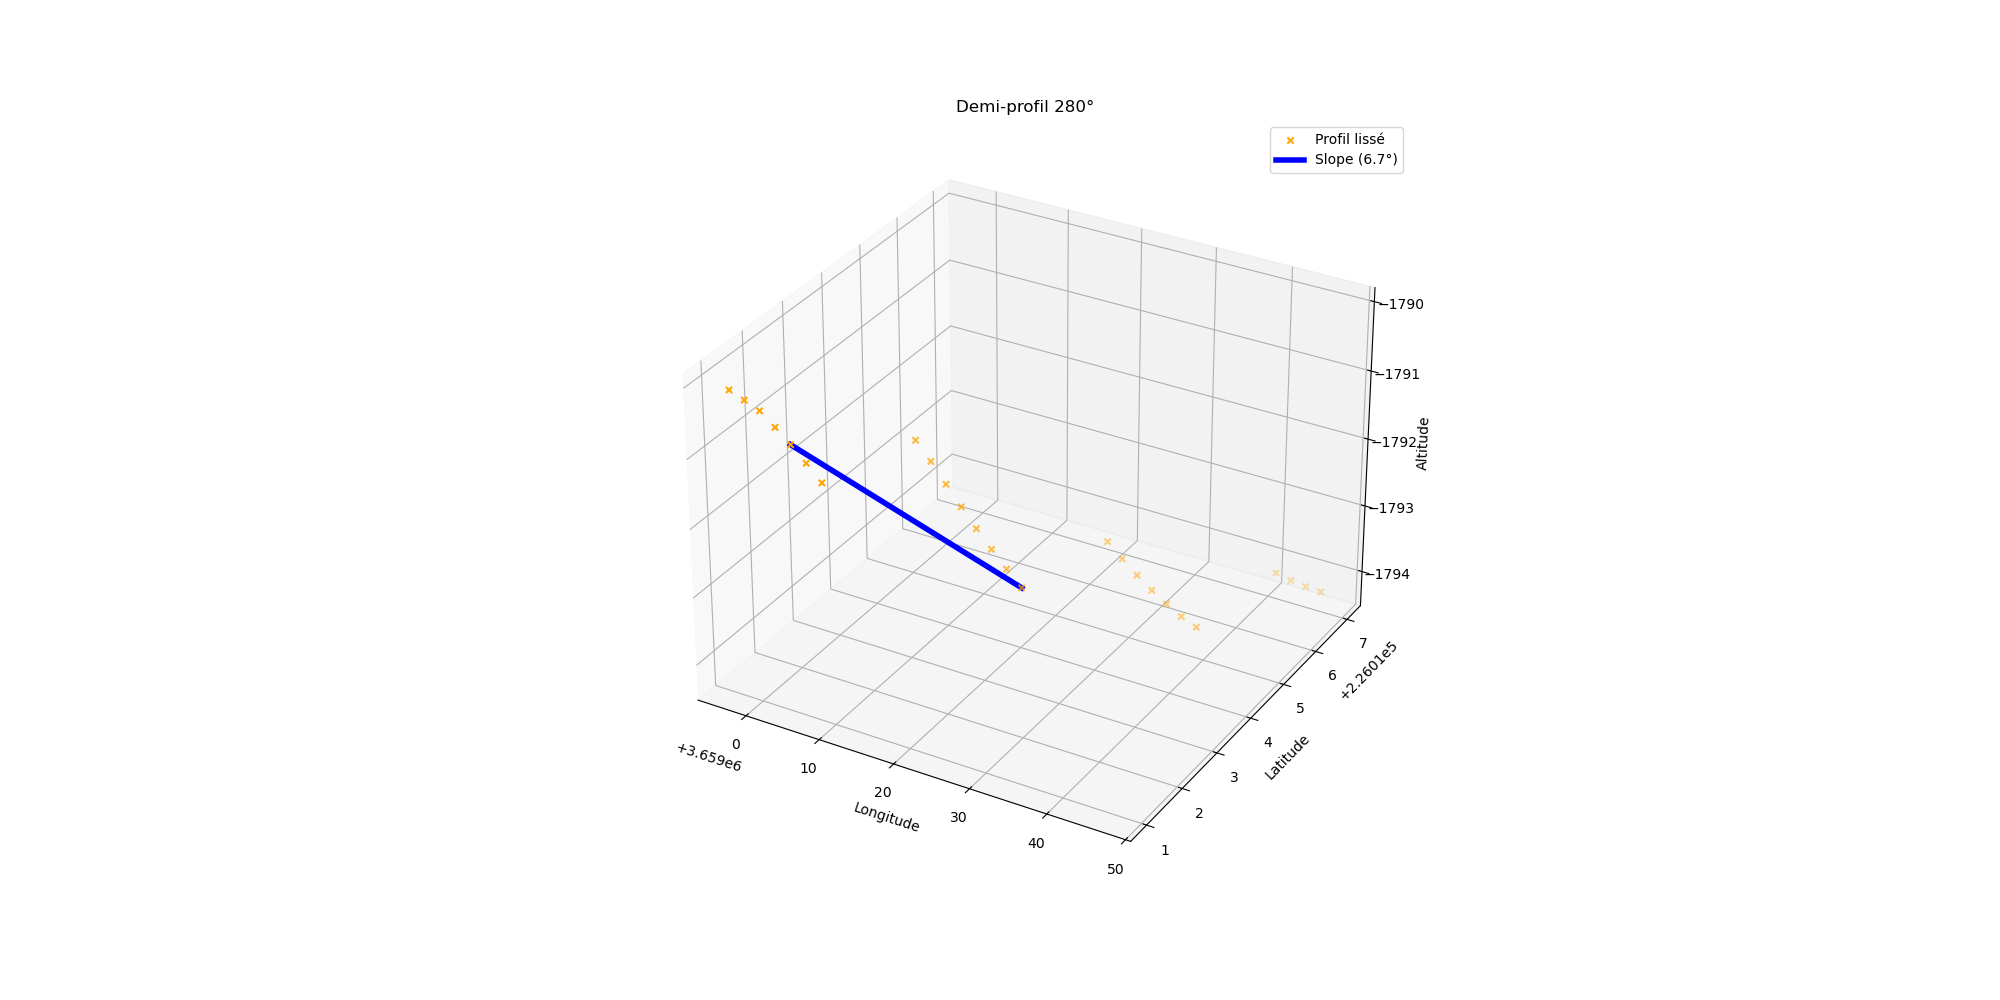 Demi-profil 280°
Profil lissé
Slope (6.7°)
−1790
−1791
−1792
−1793
−1794
Altitude
7
6
5
4
3
2
1
+2.2601e5
Latitude
0
10
20
30
40
50
+3.659e6
Longitude